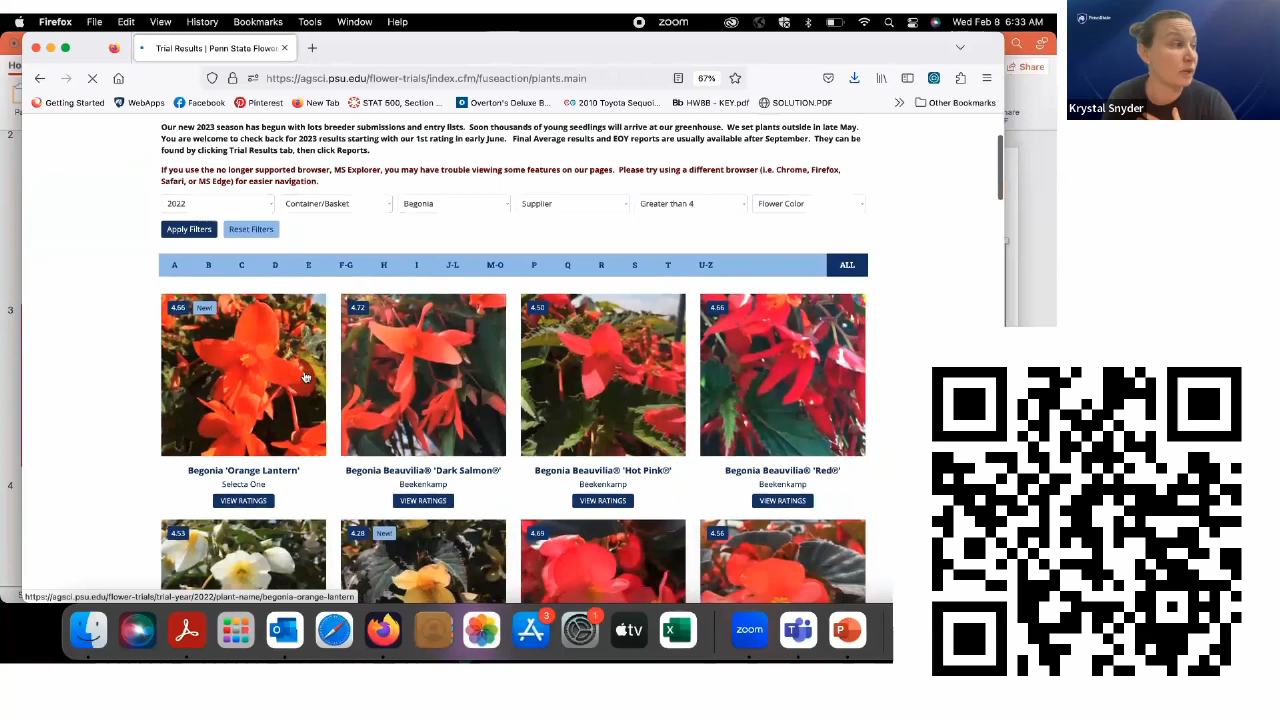 Firefox File Edit View History Bookmarks Tools Window Help zoom Wed Feb 8 6:33 AM
PennState
Krystal Snyder
Trial Results | Penn State Flower
Share
https://agsci.psu.edu/flower-trials/index.cfm/fuseaction/plants.main 67%
Getting Started WebApps Facebook Pinterest New Tab STAT 500, Section ... Overton's Deluxe B... 2010 Toyota Sequoi... Bb HW8B - KEY.pdf SOLUTION.PDF Other Bookmarks
Our new 2023 season has begun with lots breeder submissions and entry lists. Soon thousands of young seedlings will arrive at our greenhouse. We set plants outside in late May.
You are welcome to check back for 2023 results starting with our 1st rating in early June. Final Average results and EOY reports are usually available after September. They can be
found by clicking Trial Results tab, then click Reports.
If you use the no longer supported browser, MS Explorer, you may have trouble viewing some features on our pages. Please try using a different browser (i.e. Chrome, Firefox,
Safari, or MS Edge) for easier navigation.
2022 Container/Basket Begonia Supplier Greater than 4 Flower Color
Apply Filters Reset Filters
A B C D E F-G H I J-L M-O P Q R S T U-Z ALL
4.66 New! 4.72 4.50 4.66
Begonia 'Orange Lantern' Begonia Beauvilia® 'Dark Salmon®' Begonia Beauvilia® 'Hot Pink®' Begonia Beauvilia® 'Red®'
Selecta One Beekenkamp Beekenkamp Beekenkamp
VIEW RATINGS VIEW RATINGS VIEW RATINGS VIEW RATINGS
4.53 4.28 New! 4.69 4.56
https://agsci.psu.edu/flower-trials/trial-year/2022/plant-name/begonia-orange-lantern
2
3
4
3 1
tv zoom